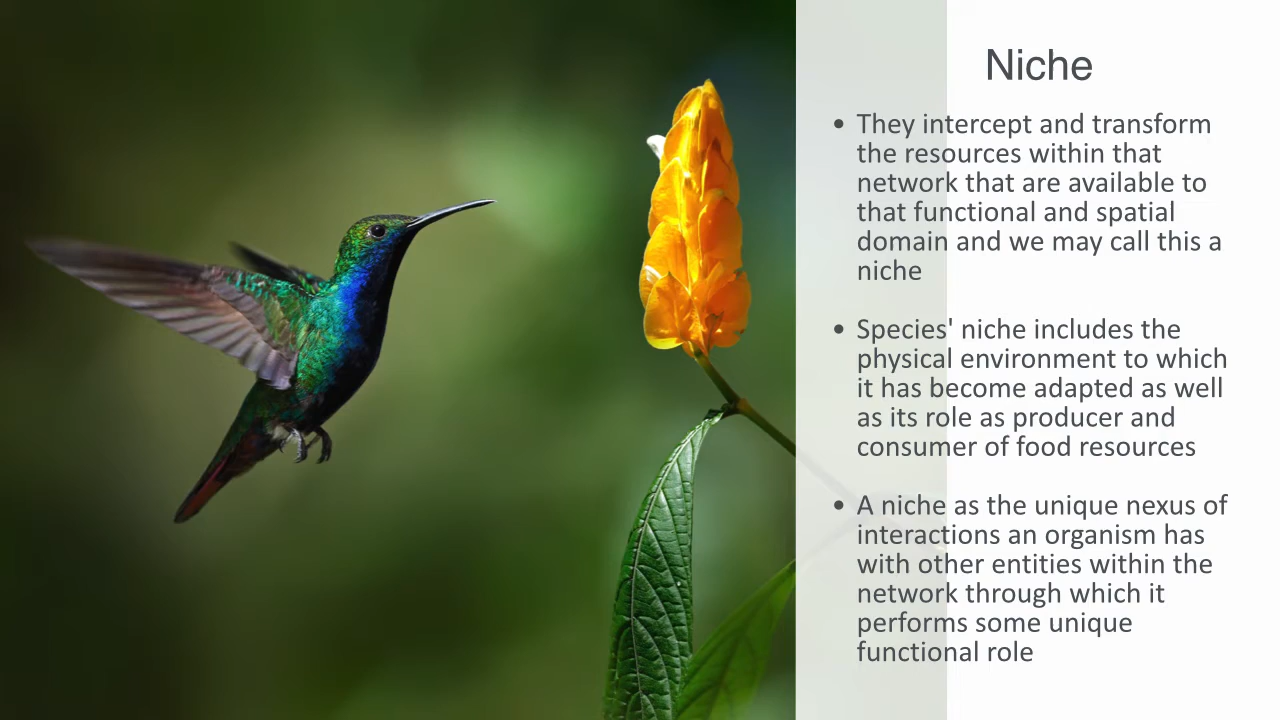 Niche
• They intercept and transform
the resources within that
network that are available to
that functional and spatial
domain and we may call this a
niche
• Species' niche includes the
physical environment to which
it has become adapted as well
as its role as producer and
consumer of food resources
• A niche as the unique nexus of
interactions an organism has
with other entities within the
network through which it
performs some unique
functional role